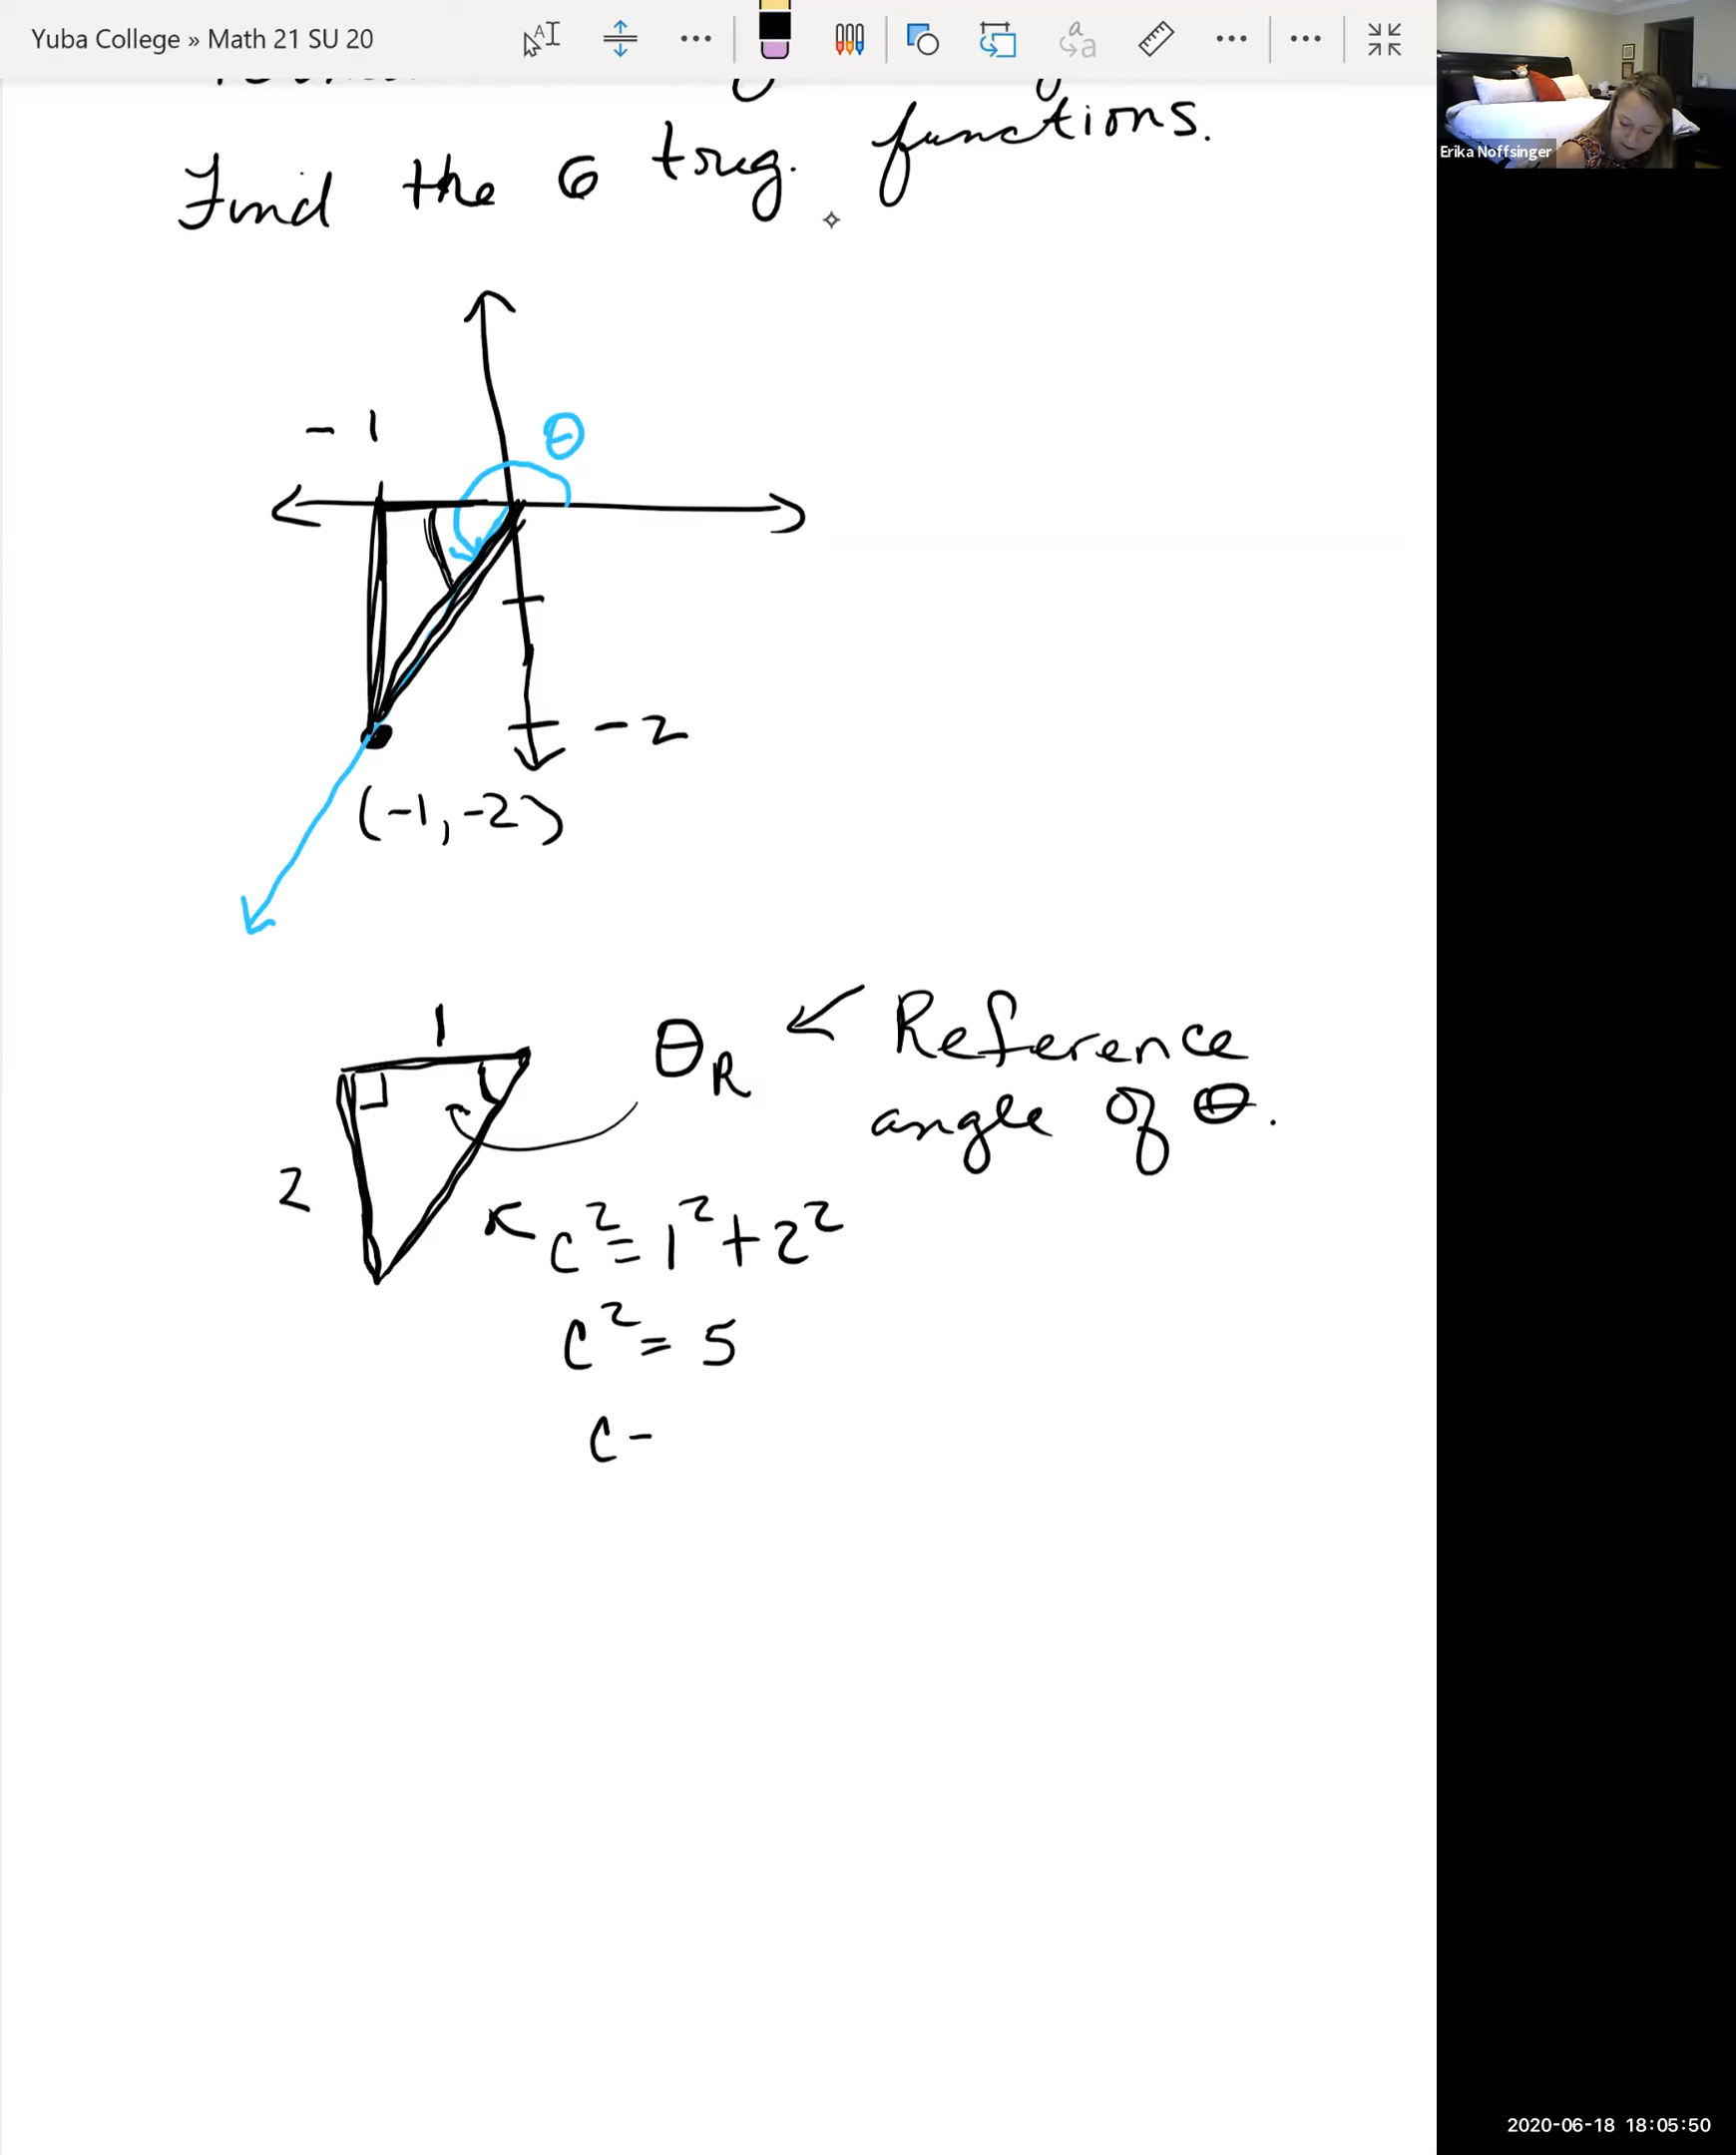 Yuba College » Math 21 SU 20
Erika Noffsinger
Find the 6 trig. functions.
θ
-1
-2
(-1, -2)
1
θR ← Reference
angle of θ.
2
c² = 1² + 2²
c² = 5
c -
2020-06-18 18:05:50